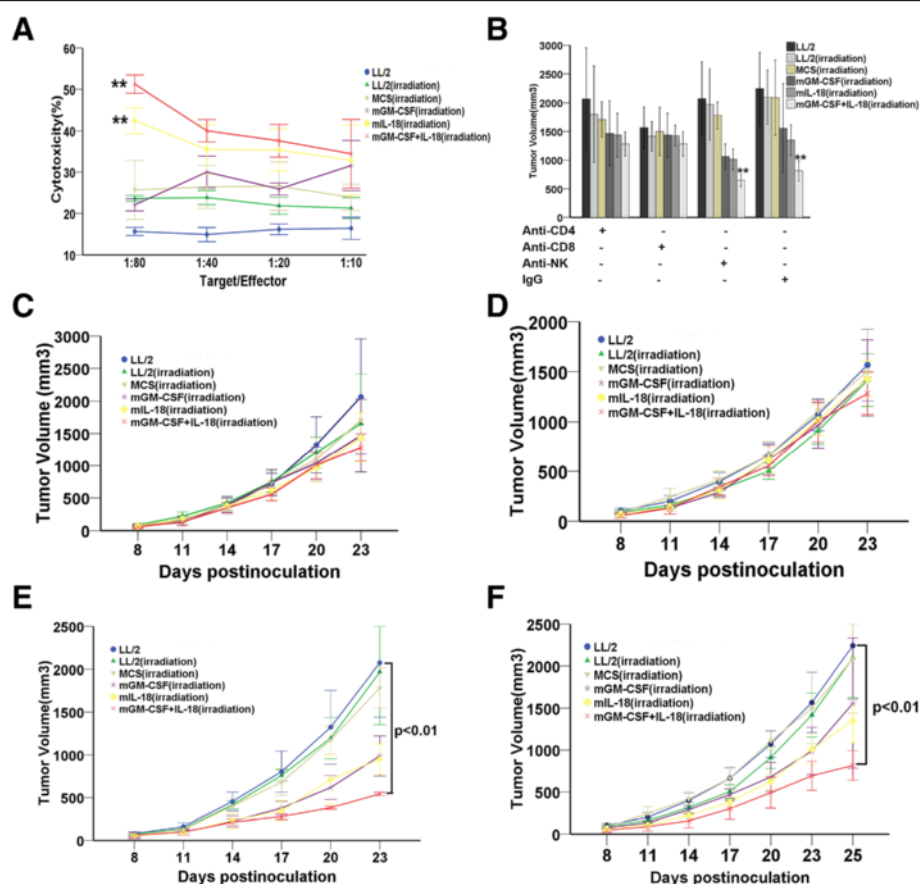 A
60
50
40
30
20
10
Cytotoxicity(%)
**
**
1:80 1:40 1:20 1:10
Target/Effector
LL/2
LL/2(irradiation)
MCS(irradiation)
mGM-CSF(irradiation)
mIL-18(irradiation)
mGM-CSF+IL-18(irradiation)
B
3000
2500
2000
1500
1000
500
0
Tumor Volume(mm3)
LL/2
LL/2(irradiation)
MCS(irradiation)
mGM-CSF(irradiation)
mIL-18(irradiation)
mGM-CSF+IL-18(irradiation)
**
**
Anti-CD4 + - - -
Anti-CD8 - + - -
Anti-NK - - + -
IgG - - - +
C
3000
2500
2000
1500
1000
500
0
Tumor Volume (mm3)
LL/2
LL/2(irradiation)
MCS(irradiation)
mGM-CSF(irradiation)
mIL-18(irradiation)
mGM-CSF+IL-18(irradiation)
8 11 14 17 20 23
Days postinoculation
D
2000
1500
1000
500
0
Tumor Volume(mm3)
LL/2
LL/2(irradiation)
MCS(irradiation)
mGM-CSF(irradiation)
mIL-18(irradiation)
mGM-CSF+IL-18(irradiation)
8 11 14 17 20 23
Days postinoculation
E
2500
2000
1500
1000
500
0
Tumor Volume(mm3)
LL/2
LL/2(irradiation)
MCS(irradiation)
mGM-CSF(irradiation)
mIL-18(irradiation)
mGM-CSF+IL-18(irradiation)
p<0.01
8 11 14 17 20 23
Days postinoculation
F
2500
2000
1500
1000
500
0
Tumor Volume(mm3)
LL/2
LL/2(irradiation)
MCS(irradiation)
mGM-CSF(irradiation)
mIL-18(irradiation)
mGM-CSF+IL-18(irradiation)
p<0.01
8 11 14 17 20 23 25
Days postinoculation